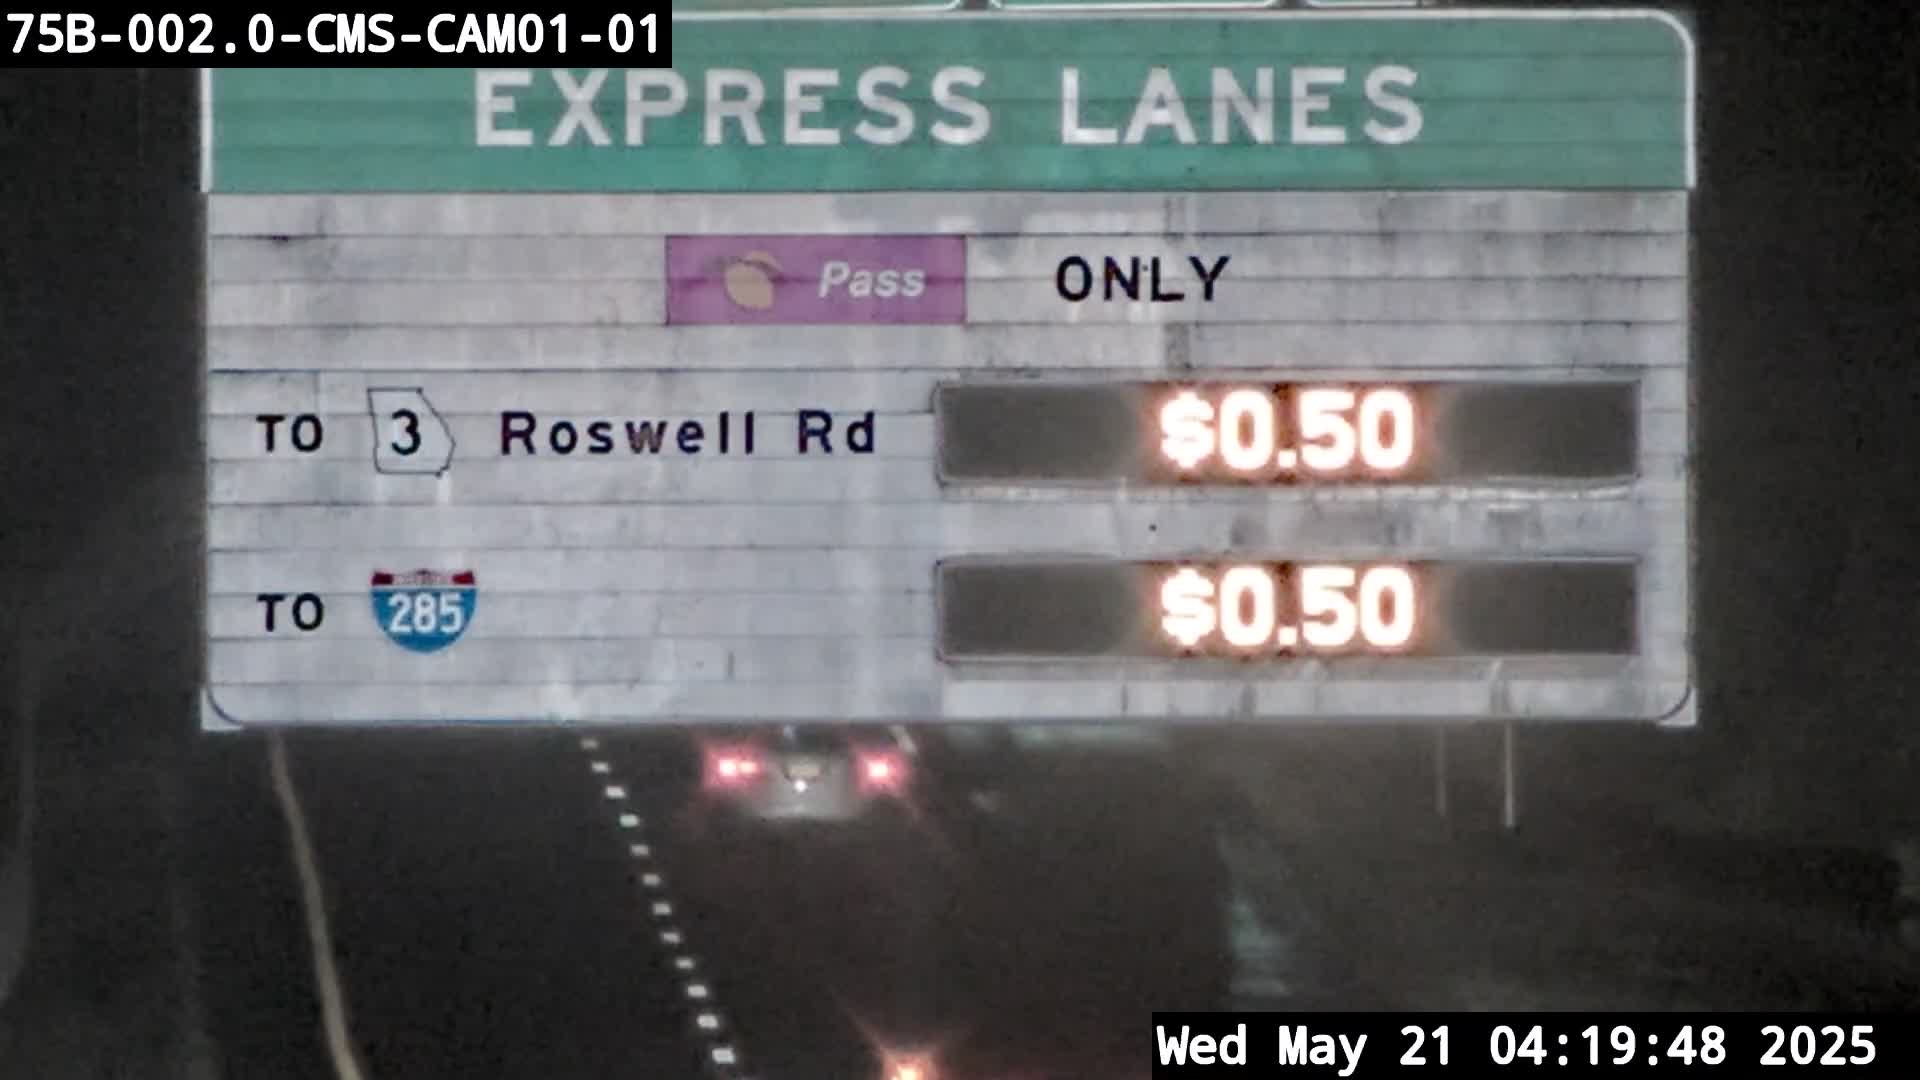 75B-002.0-CMS-CAM01-01
EXPRESS LANES
Pass ONLY
TO 3 Roswell Rd $0.50
TO 285 $0.50
Wed May 21 04:19:48 2025